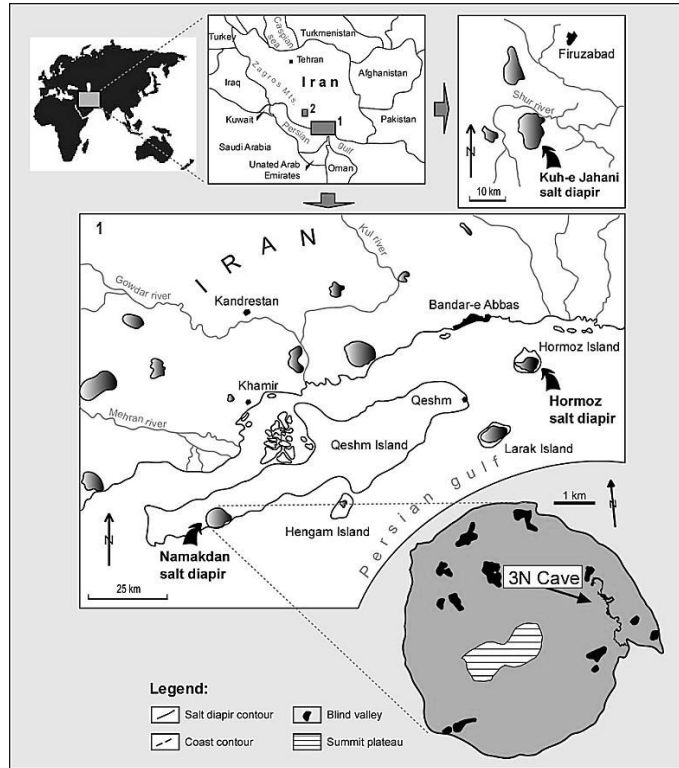 Caspian
sea
Turkey
Turkmenistan
Tehran
Iran
Iraq
Zagros Mts.
Afghanistan
2
1
Kuwait
Persian
gulf
Pakistan
Saudi Arabia
Unated Arab
Emirates
Oman
Firuzabad
Shur river
N
10 km
Kuh-e Jahani
salt diapir
1
IRAN
Kul river
Gowdar river
Kandrestan
Bandar-e Abbas
Hormoz Island
Khamir
Qeshm
Hormoz
salt diapir
Mehran river
Qeshm Island
Larak Island
Persian gulf
Hengam Island
N
Namakdan
salt diapir
25 km
1 km
N
3N Cave
Legend:
Salt diapir contour
Blind valley
Coast contour
Summit plateau